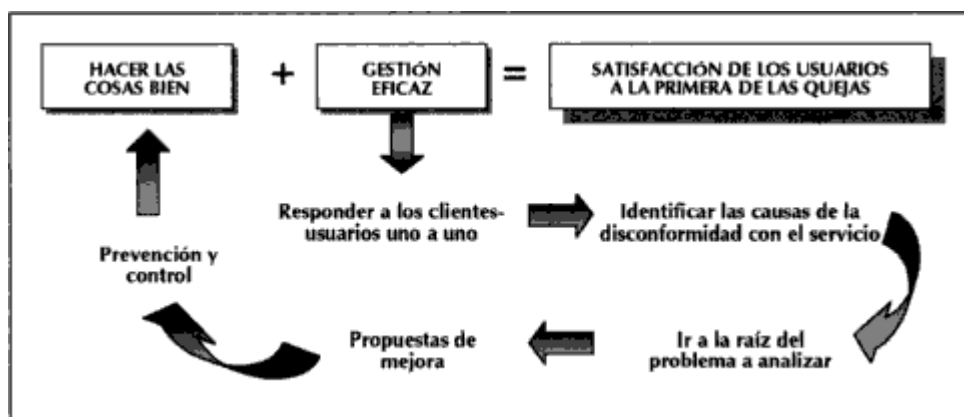 HACER LAS
COSAS BIEN
+
GESTIÓN
EFICAZ
=
SATISFACCIÓN DE LOS USUARIOS
A LA PRIMERA DE LAS QUEJAS
Responder a los clientes-
usuarios uno a uno
Identificar las causas de la
disconformidad con el servicio
Prevención y
control
Propuestas de
mejora
Ir a la raíz del
problema a analizar